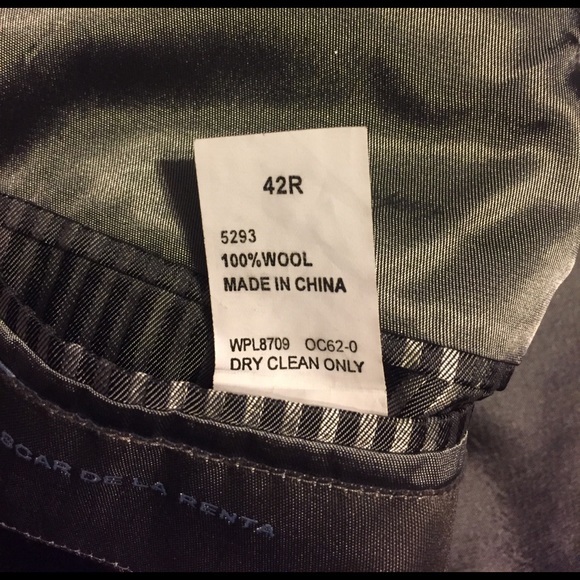 42R
5293
100%WOOL
MADE IN CHINA
WPL8709 OC62-0
DRY CLEAN ONLY
SCAR DE LA RENTA